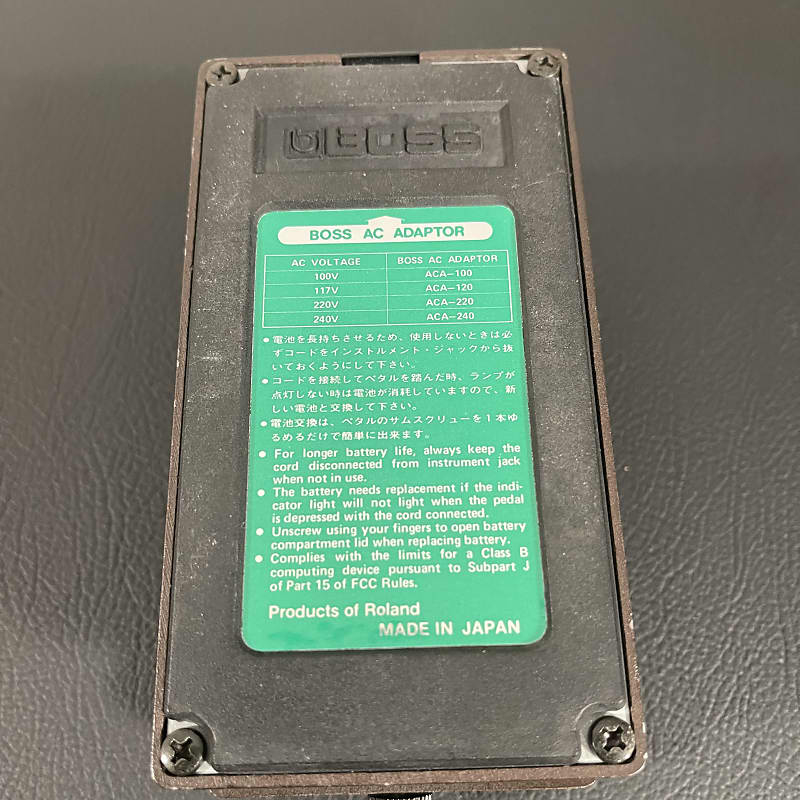 BOSS
BOSS AC ADAPTOR
AC VOLTAGE BOSS AC ADAPTOR
100V ACA-100
117V ACA-120
220V ACA-220
240V ACA-240
●電池を長持ちさせるため、使用しないときは必
ずコードをインストルメント・ジャックから抜
いておくようにして下さい。
●コードを接続してペダルを踏んだ時、ランプが
点灯しない時は電池が消耗していますので、新
しい電池と交換して下さい。
●電池交換は、ペダルのサムスクリューを1本ゆ
るめるだけで簡単に出来ます。
● For longer battery life, always keep the
cord disconnected from instrument jack
when not in use.
● The battery needs replacement if the indi-
cator light will not light when the pedal
is depressed with the cord connected.
● Unscrew using your fingers to open battery
compartment lid when replacing battery.
● Complies with the limits for a Class B
computing device pursuant to Subpart J
of Part 15 of FCC Rules.
Products of Roland
MADE IN JAPAN